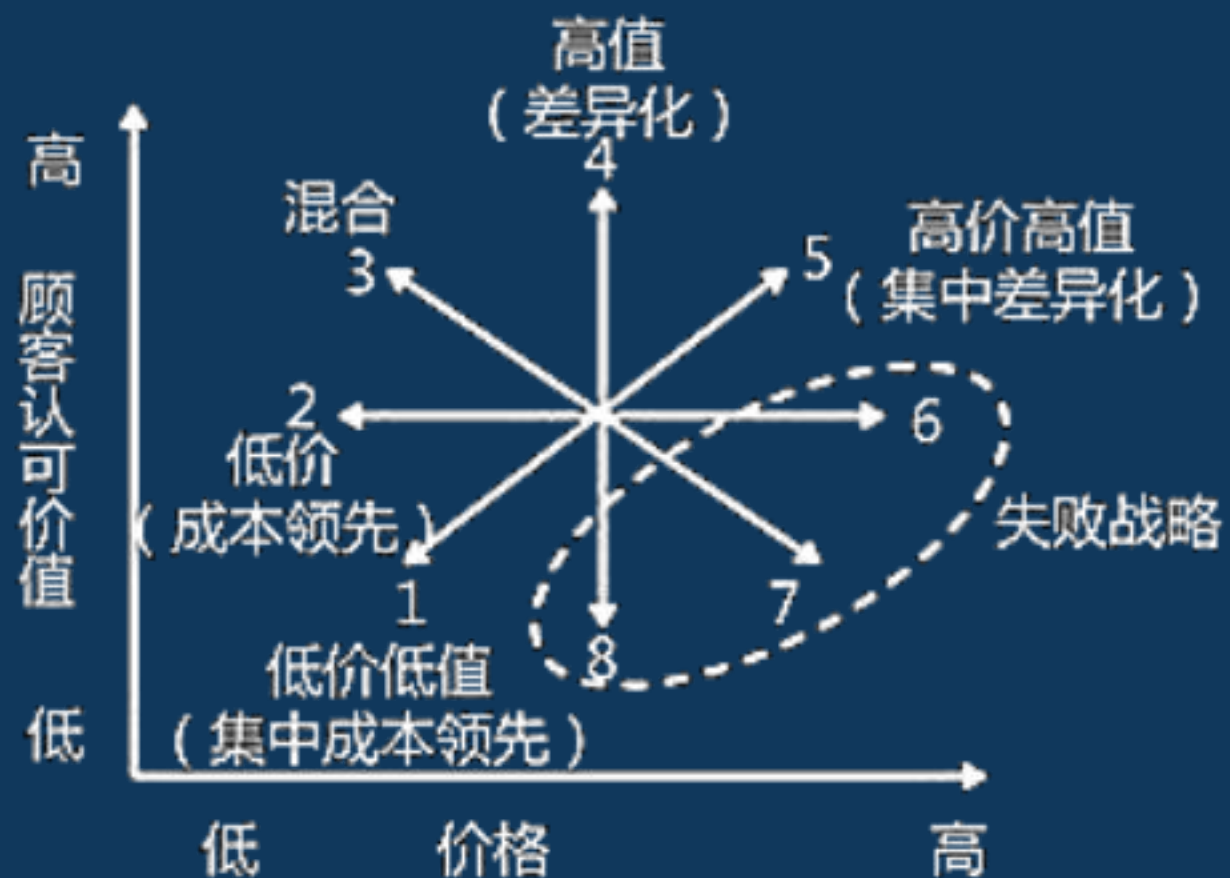 高值
（差异化）
4
高
混合
3
5
高价高值
（集中差异化）
顾客认可价值
2
6
低价
（成本领先）
失败战略
1
7
8
低价低值
（集中成本领先）
低
低
价格
高